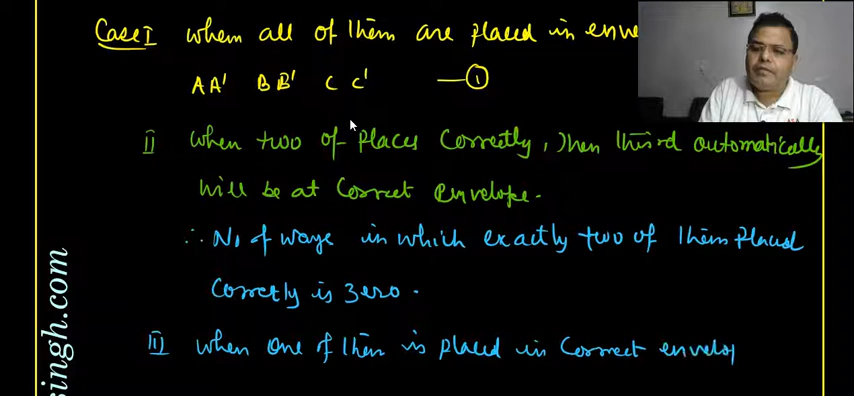 Case I when all of them are placed in enve
AA' BB' CC' — ①
II when two of places correctly, then third automatically
will be at correct envelope.
∴ No of ways in which exactly two of them placed
correctly is zero.
III when one of them is placed in correct envelop
singh.com